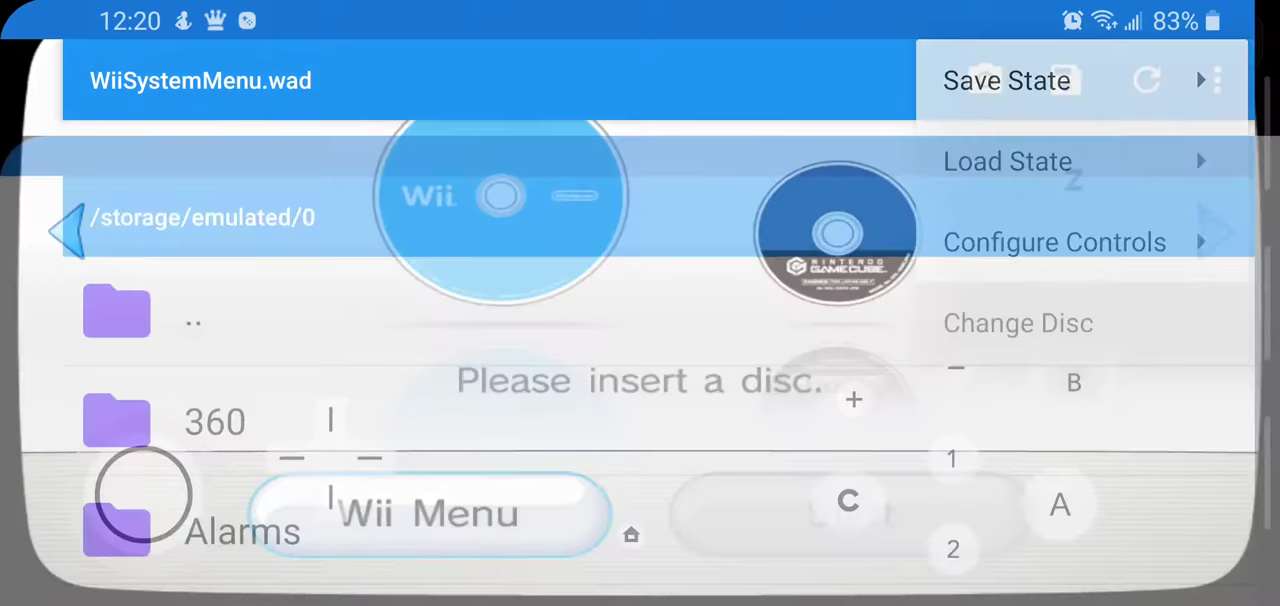 12:20
83%
WiiSystemMenu.wad
Save State
Load State
Z
Wii
/storage/emulated/0
Configure Controls
NINTENDO
GAMECUBE
..
Change Disc
Please insert a disc.
B
360
+
1
C
A
Wii Menu
Alarms
2